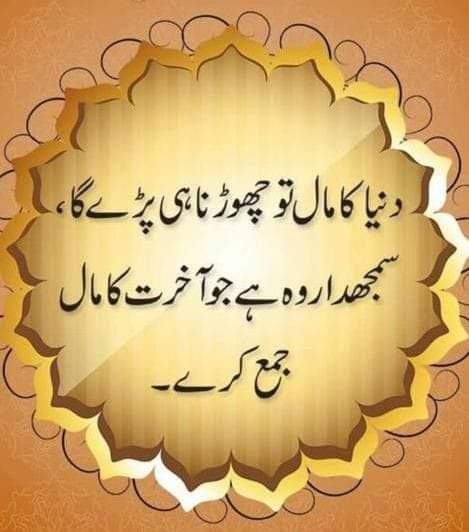 دنیا کا مال تو چھوڑنا ہی پڑے گا،
سمجھدار وہ ہے جو آخرت کا مال
جمع کرے۔